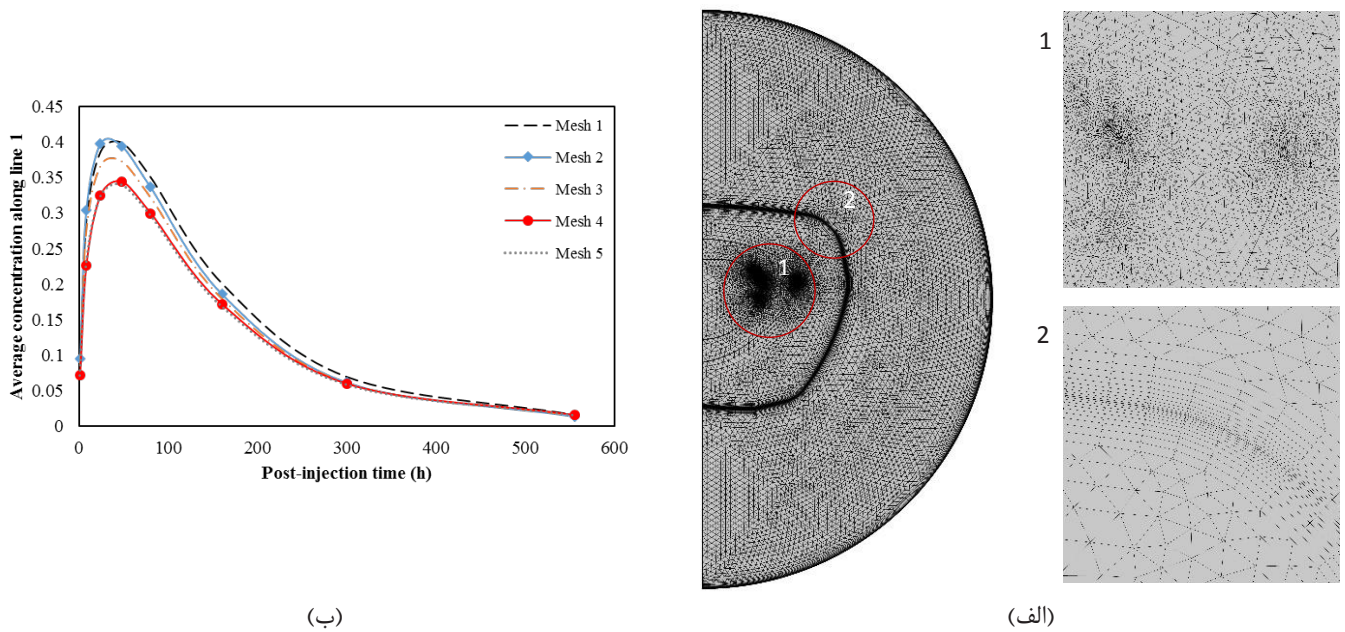 0.45
0.4
0.35
0.3
0.25
0.2
0.15
0.1
0.05
0
Average concentration along line 1
0 100 200 300 400 500 600
Post-injection time (h)
Mesh 1
Mesh 2
Mesh 3
Mesh 4
Mesh 5
(ب)
2
1
1
2
(الف)